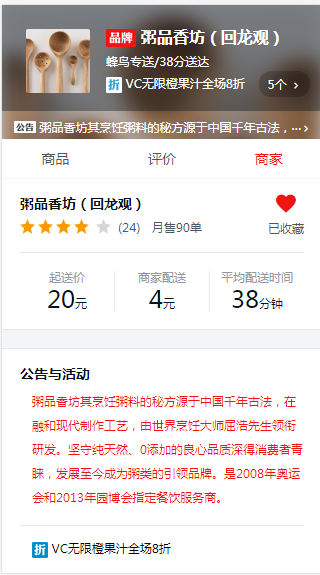 品牌 粥品香坊（回龙观）
蜂鸟专送/38分送达
折 VC无限橙果汁全场8折 5个 >
公告 粥品香坊其烹饪粥料的秘方源于中国千年古法，... >
商品 评价 商家
粥品香坊（回龙观）
(24) 月售90单 已收藏
起送价 商家配送 平均配送时间
20元 4元 38分钟
公告与活动
粥品香坊其烹饪粥料的秘方源于中国千年古法，在
融和现代制作工艺，由世界烹饪大师屈浩先生领衔
研发。坚守纯天然、0添加的良心品质深得消费者青
睐，发展至今成为粥类的引领品牌。是2008年奥运
会和2013年园博会指定餐饮服务商。
折 VC无限橙果汁全场8折